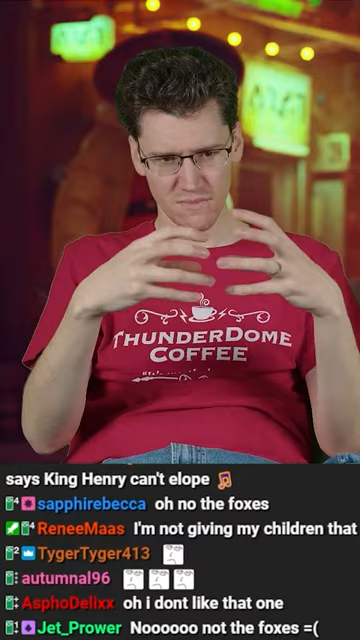 THUNDERDOME
COFFEE
says King Henry can't elope
sapphirebecca oh no the foxes
ReneeMaas I'm not giving my children that
TygerTyger413
autumnal96
AsphoDelixx oh i dont like that one
Jet_Prower Noooooo not the foxes =(